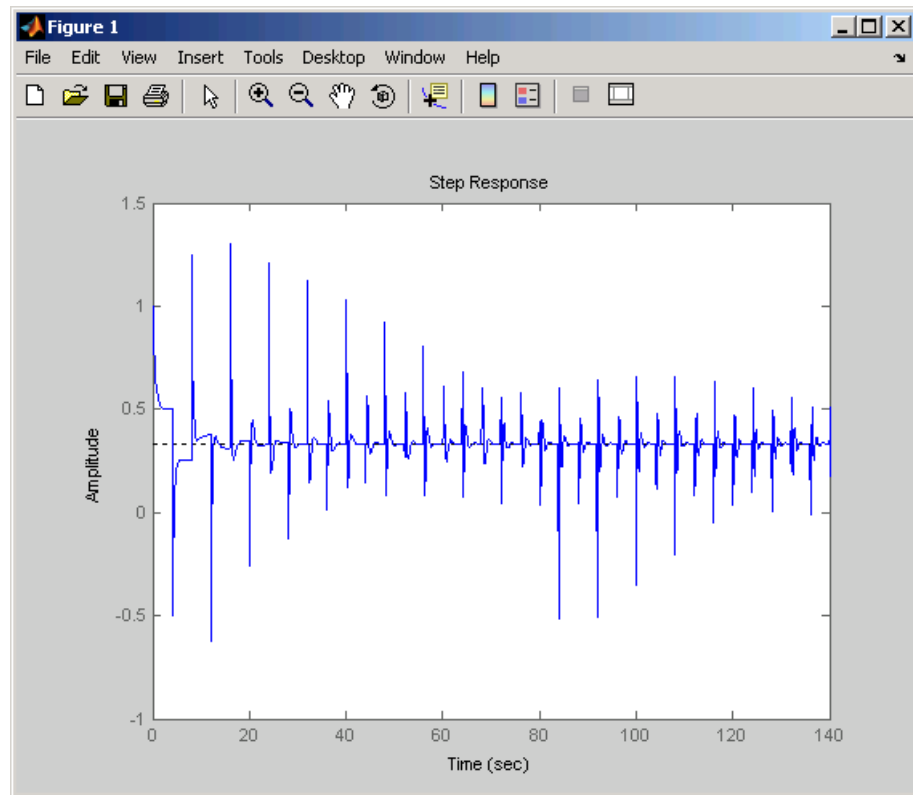 Figure 1
File Edit View Insert Tools Desktop Window Help
Step Response
1.5
1
0.5
0
-0.5
-1
Amplitude
0 20 40 60 80 100 120 140
Time (sec)